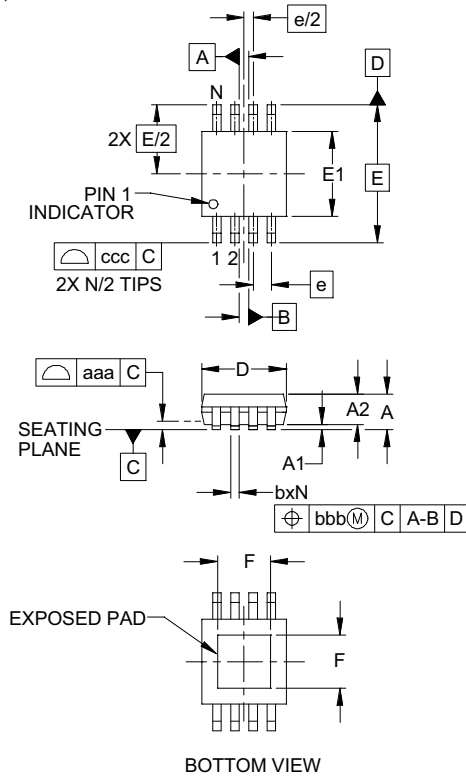 e/2
A
D
N
2X E/2
E1
E
PIN 1
INDICATOR
⌓ ccc C
2X N/2 TIPS
1 2
e
B
⌓ aaa C
D
A2 A
SEATING
PLANE
C
A1
bxN
⌖ bbbⓂ C A-B D
F
EXPOSED PAD
F
BOTTOM VIEW